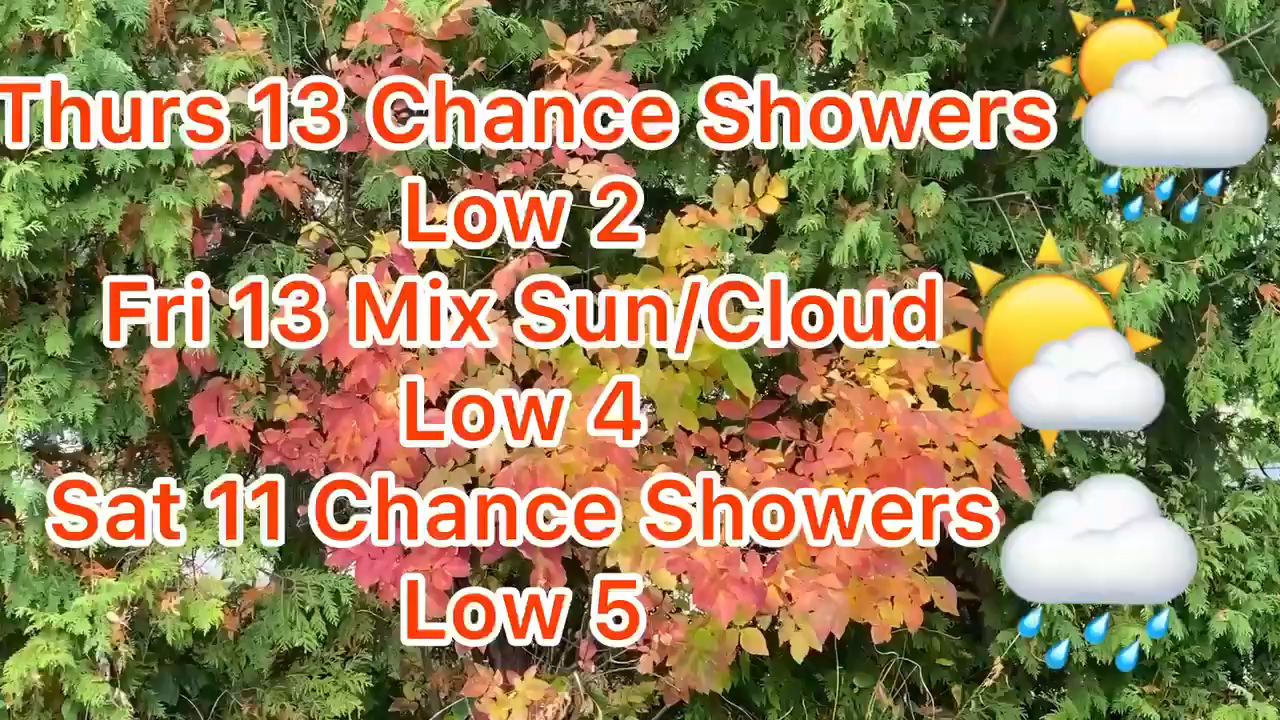 Thurs 13 Chance Showers
Low 2
Fri 13 Mix Sun/Cloud
Low 4
Sat 11 Chance Showers
Low 5